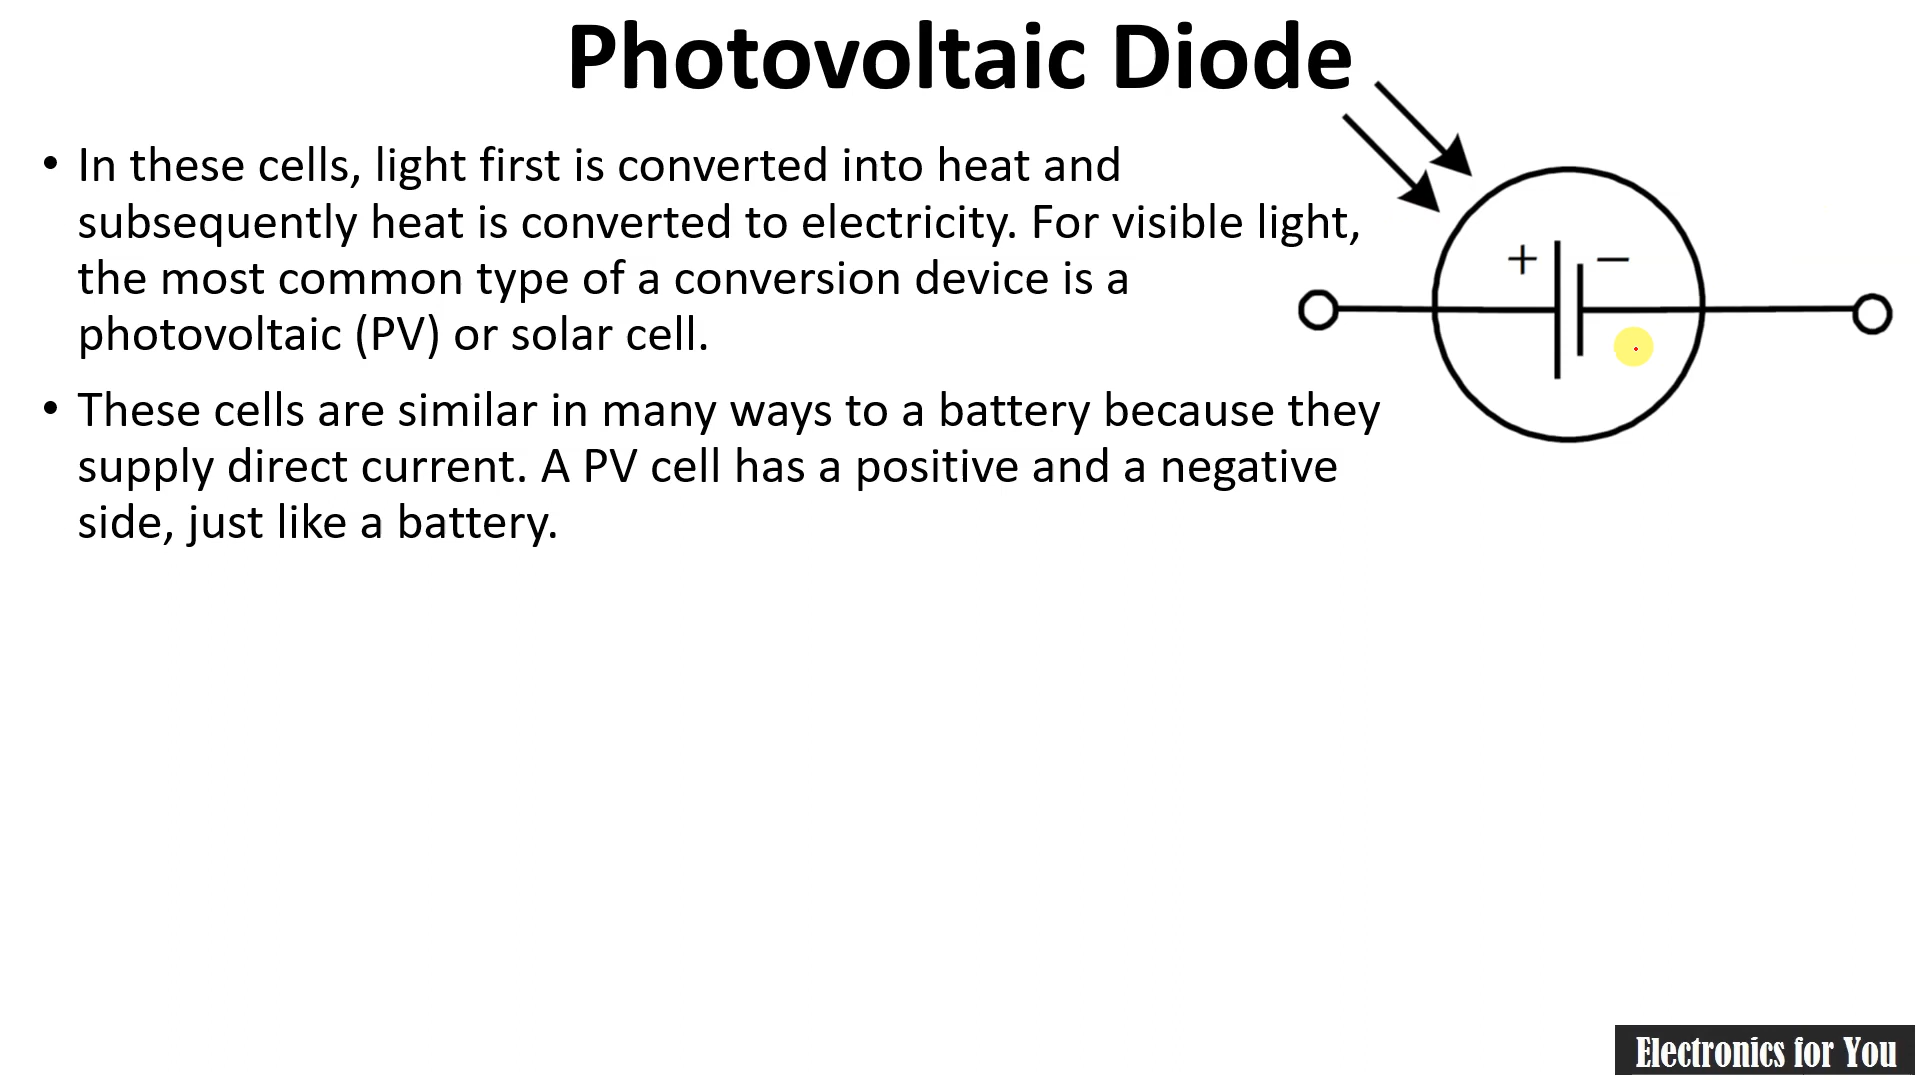 Photovoltaic Diode
• In these cells, light first is converted into heat and
subsequently heat is converted to electricity. For visible light,
the most common type of a conversion device is a
photovoltaic (PV) or solar cell.
+ −
• These cells are similar in many ways to a battery because they
supply direct current. A PV cell has a positive and a negative
side, just like a battery.
Electronics for You